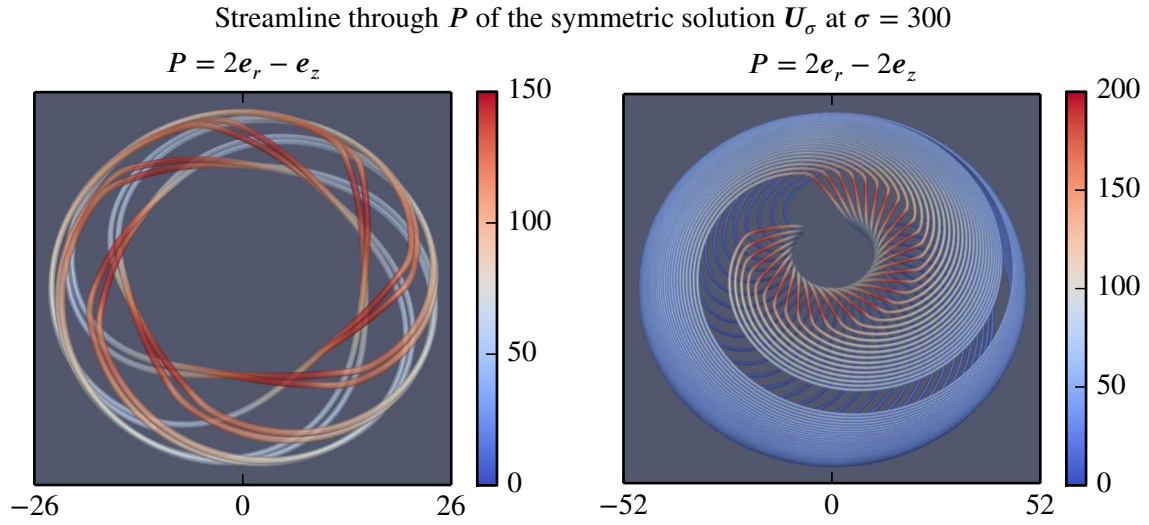 Streamline through P of the symmetric solution U_σ at σ = 300
P = 2e_r − e_z
P = 2e_r − 2e_z
150
100
50
0
−26 0 26
200
150
100
50
0
−52 0 52